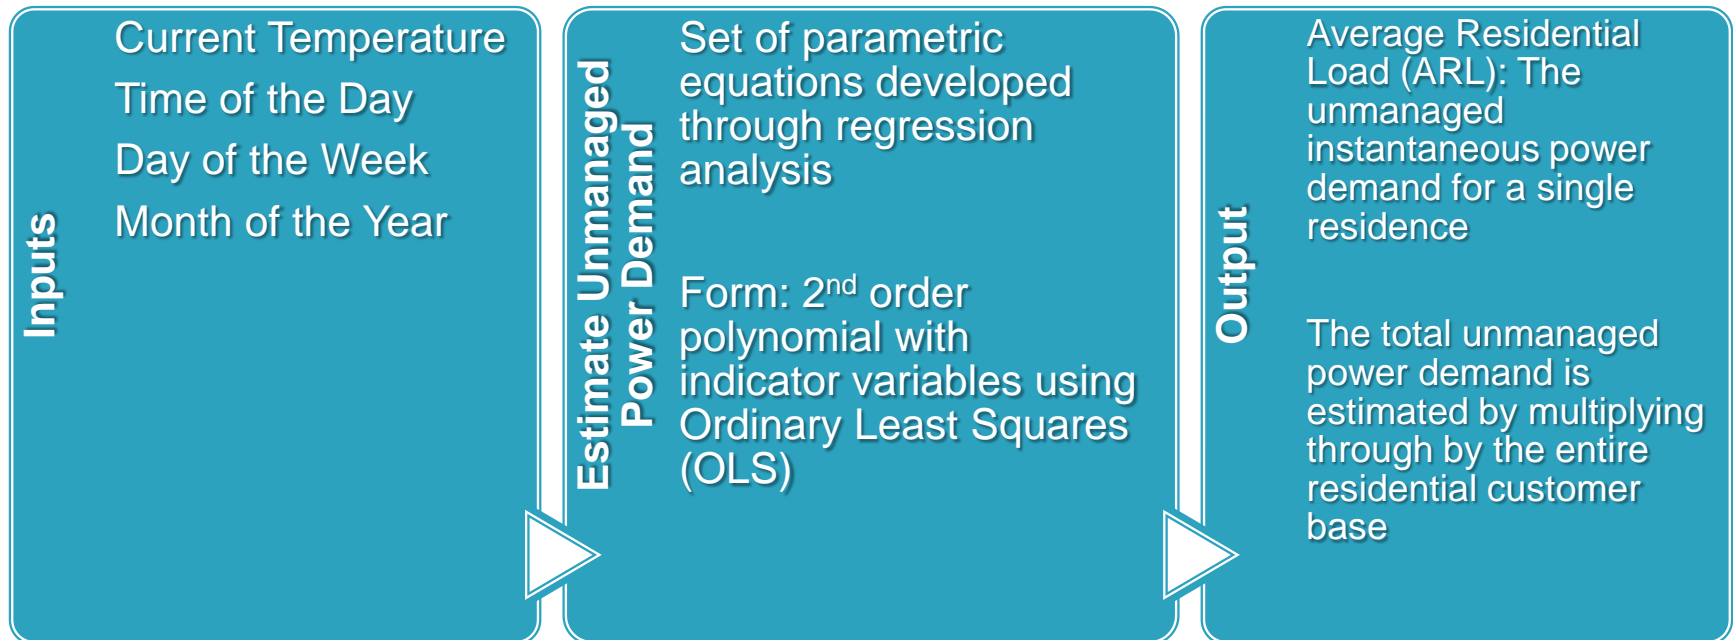 Inputs
Current Temperature
Time of the Day
Day of the Week
Month of the Year
Estimate Unmanaged
Power Demand
Set of parametric
equations developed
through regression
analysis
Form: 2nd order
polynomial with
indicator variables using
Ordinary Least Squares
(OLS)
Output
Average Residential
Load (ARL): The
unmanaged
instantaneous power
demand for a single
residence
The total unmanaged
power demand is
estimated by multiplying
through by the entire
residential customer
base